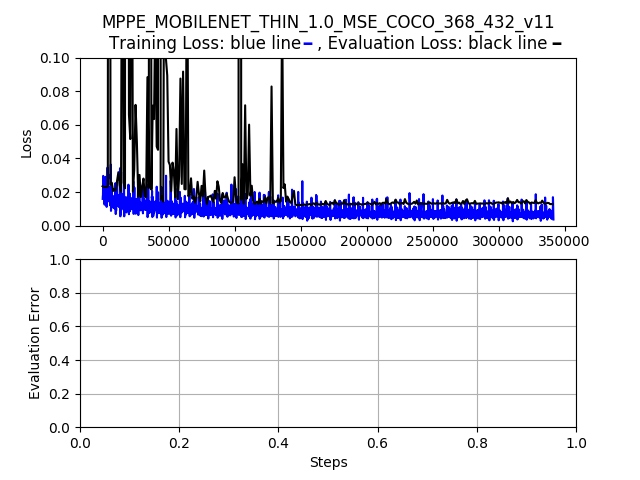 MPPE_MOBILENET_THIN_1.0_MSE_COCO_368_432_v11
Training Loss: blue line , Evaluation Loss: black line
0.10
0.08
0.06
0.04
0.02
0.00
Loss
0 50000 100000 150000 200000 250000 300000 350000
1.0
0.8
0.6
0.4
0.2
0.0
Evaluation Error
0.0 0.2 0.4 0.6 0.8 1.0
Steps